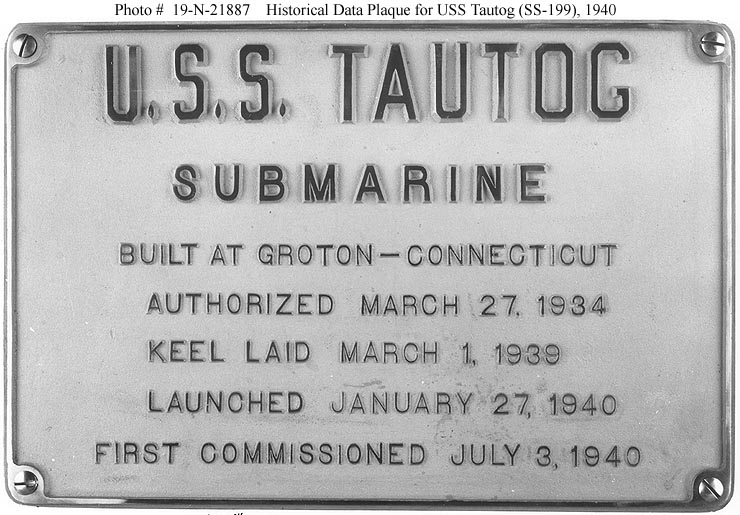 Photo # 19-N-21887 Historical Data Plaque for USS Tautog (SS-199), 1940
U.S.S. TAUTOG
SUBMARINE
BUILT AT GROTON—CONNECTICUT
AUTHORIZED MARCH 27, 1934
KEEL LAID MARCH 1, 1939
LAUNCHED JANUARY 27, 1940
FIRST COMMISSIONED JULY 3, 1940